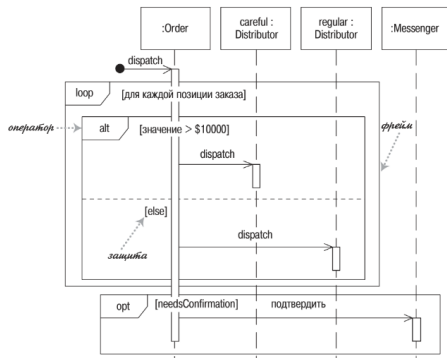 :Order
careful :
Distributor
regular :
Distributor
:Messenger
dispatch
loop
[для каждой позиции заказа]
оператор
alt
[значение > $10000]
фрейм
dispatch
[else]
dispatch
защита
opt
[needsConfirmation]
подтвердить